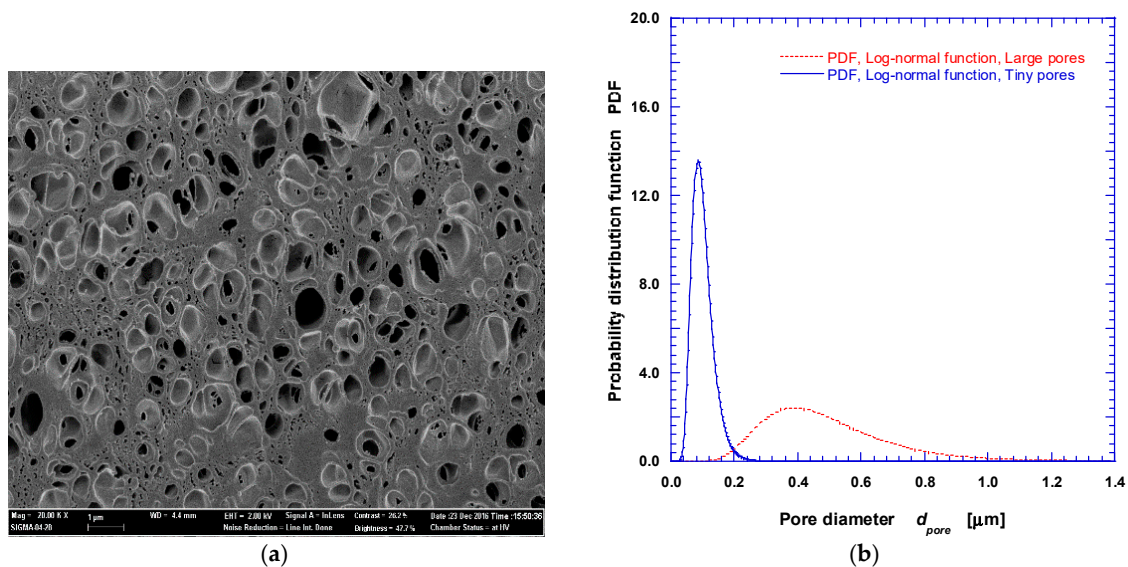 Mag = 20.00 K X
1 µm
WD = 4.4 mm
EHT = 2.00 kV
Signal A = InLens
Contrast = 26.2 %
Date :23 Dec 2016 Time :15:50:36
SIGMA-04-20
Noise Reduction = Line Int. Done
Brightness = 47.7 %
Chamber Status = at HV
(a)
20.0
16.0
12.0
8.0
4.0
0.0
Probability distribution function PDF
PDF, Log-normal function, Large pores
PDF, Log-normal function, Tiny pores
0.0 0.2 0.4 0.6 0.8 1.0 1.2 1.4
Pore diameter d_pore [µm]
(b)